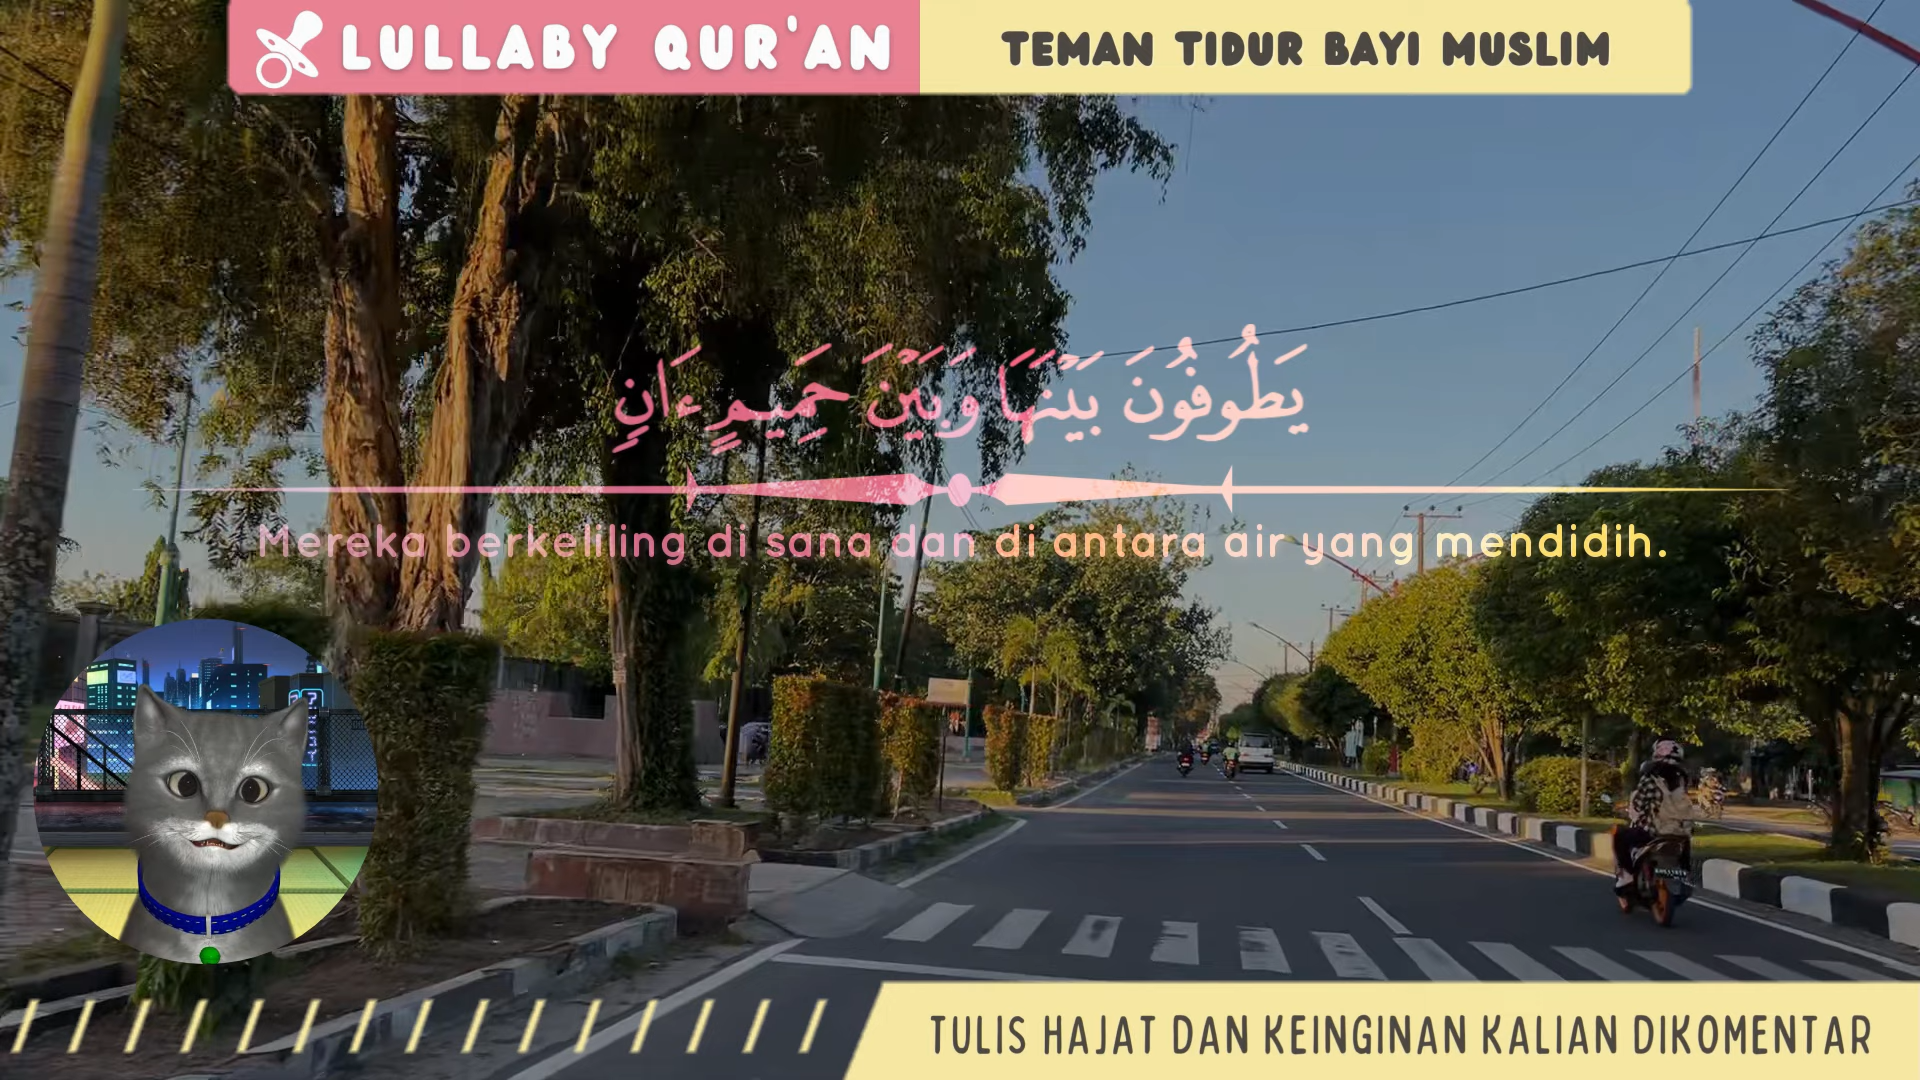 LULLABY QUR'AN
TEMAN TIDUR BAYI MUSLIM
يَطُوفُونَ بَيْنَهَا وَبَيْنَ حَمِيمٍ ءَانٍ
Mereka berkeliling di sana dan di antara air yang mendidih.
TULIS HAJAT DAN KEINGINAN KALIAN DIKOMENTAR